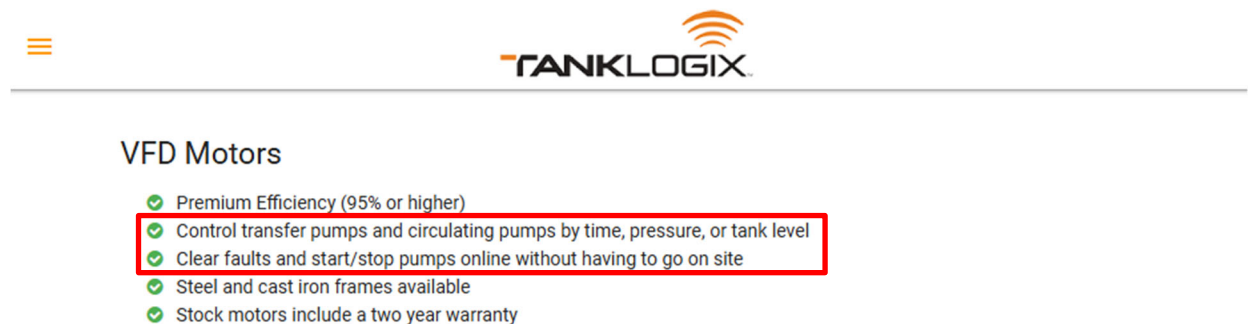 TANKLOGIX
VFD Motors
Premium Efficiency (95% or higher)
Control transfer pumps and circulating pumps by time, pressure, or tank level
Clear faults and start/stop pumps online without having to go on site
Steel and cast iron frames available
Stock motors include a two year warranty